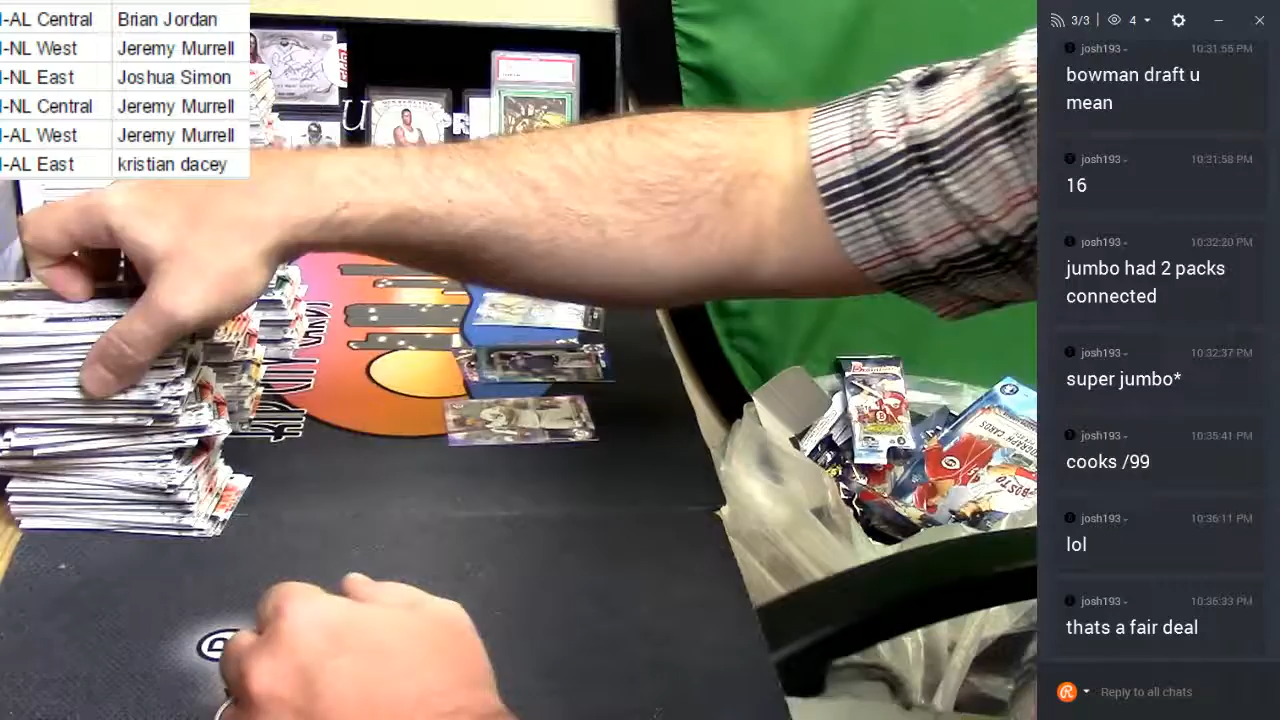 I-AL Central Brian Jordan
I-NL West Jeremy Murrell
I-NL East Joshua Simon
I-NL Central Jeremy Murrell
I-AL West Jeremy Murrell
I-AL East kristian dacey
3/3 4
josh193 10:31:55 PM
bowman draft u
mean
josh193 10:31:58 PM
16
josh193 10:32:20 PM
jumbo had 2 packs
connected
josh193 10:32:37 PM
super jumbo*
josh193 10:35:41 PM
cooks /99
josh193 10:36:11 PM
lol
josh193 10:36:33 PM
thats a fair deal
Reply to all chats